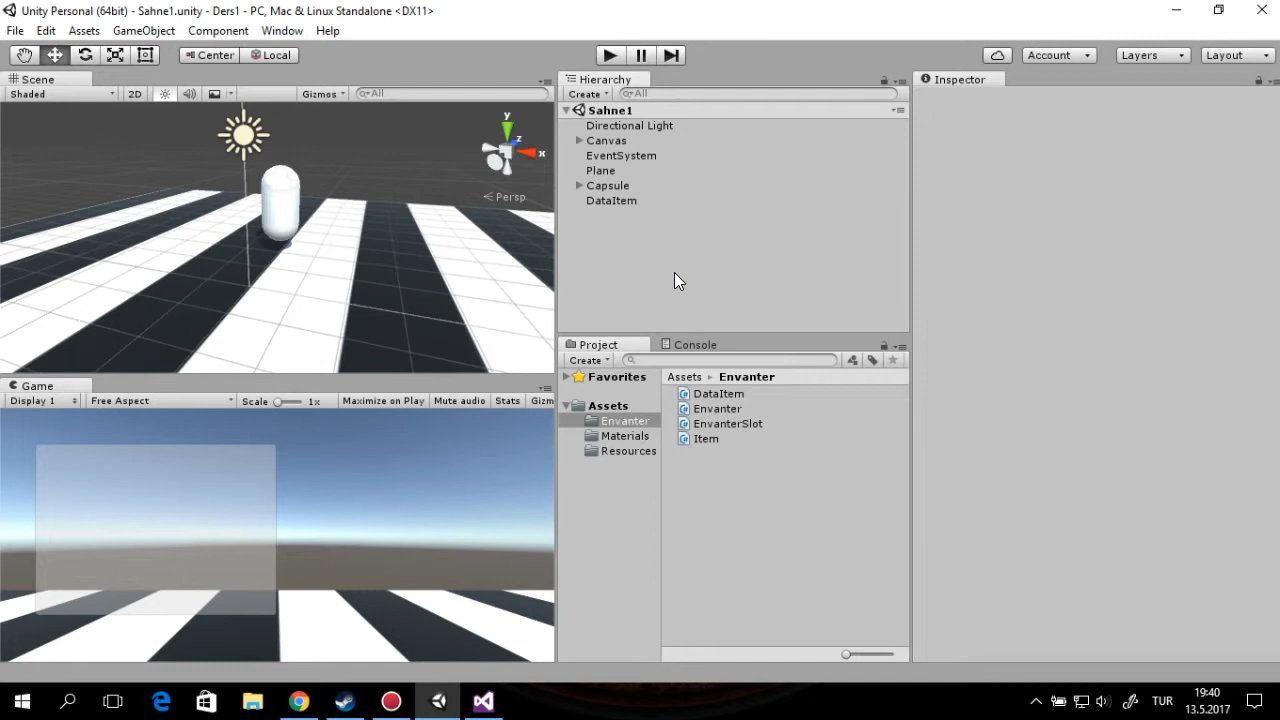 Unity Personal (64bit) - Sahne1.unity - Ders1 - PC, Mac & Linux Standalone <DX11>
File Edit Assets GameObject Component Window Help
Center Local Account Layers Layout
Scene
Shaded 2D Gizmos All
y
z
x
Persp
Hierarchy
Create All
Sahne1
Directional Light
Canvas
EventSystem
Plane
Capsule
DataItem
Inspector
Project Console
Create
Favorites
Assets
Envanter
Materials
Resources
Assets Envanter
DataItem
Envanter
EnvanterSlot
Item
Game
Display 1 Free Aspect Scale 1x Maximize on Play Mute audio Stats Gizm
TUR
19:40
13.5.2017